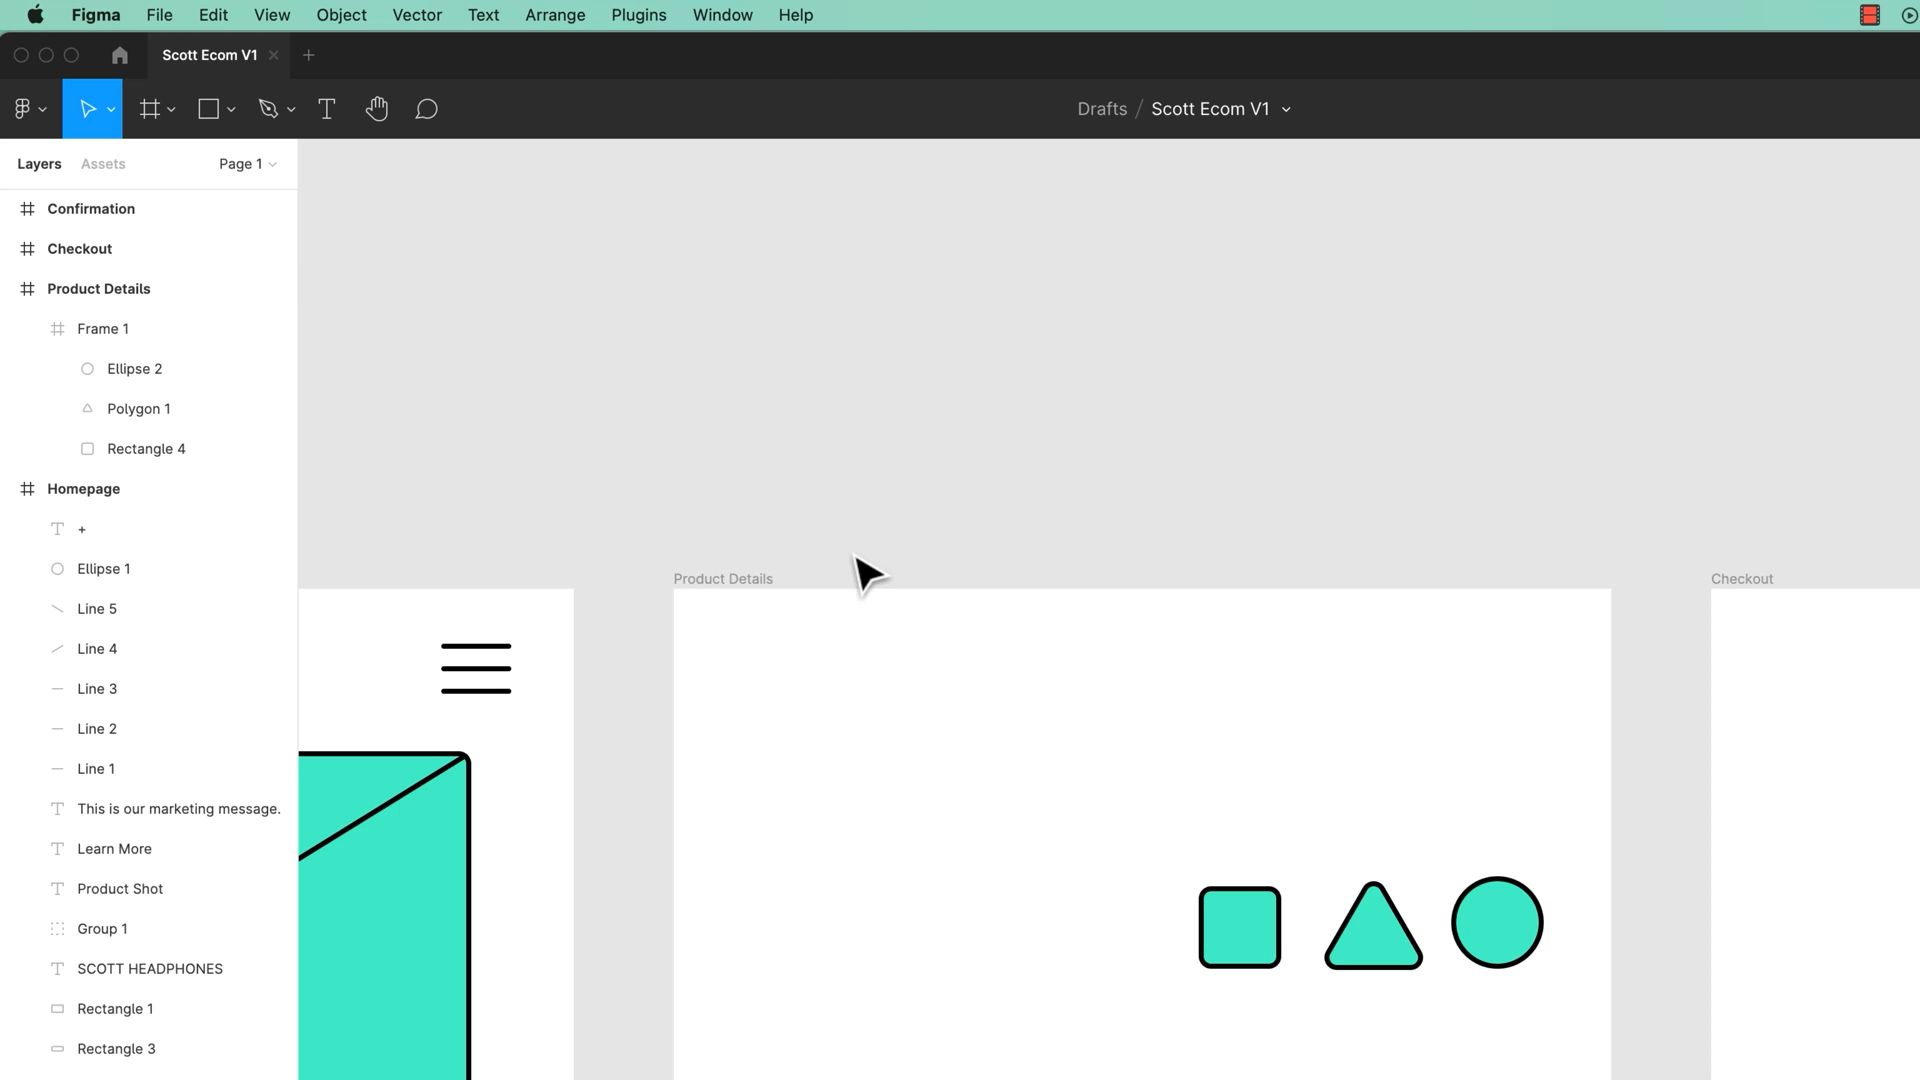 Figma File Edit View Object Vector Text Arrange Plugins Window Help
Scott Ecom V1
Drafts / Scott Ecom V1
Layers Assets Page 1
Confirmation
Checkout
Product Details
Frame 1
Ellipse 2
Polygon 1
Rectangle 4
Homepage
+
Ellipse 1
Line 5
Line 4
Line 3
Line 2
Line 1
This is our marketing message.
Learn More
Product Shot
Group 1
SCOTT HEADPHONES
Rectangle 1
Rectangle 3
Product Details
Checkout